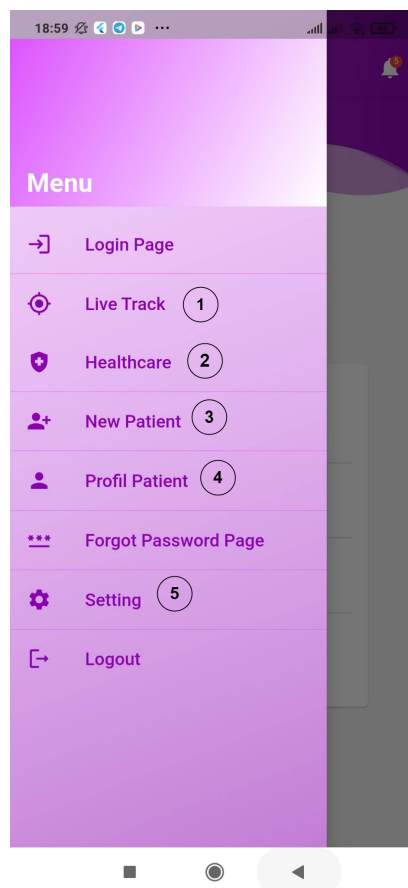 18:59
5
Menu
Login Page
Live Track 1
Healthcare 2
New Patient 3
Profil Patient 4
*** Forgot Password Page
Setting 5
Logout